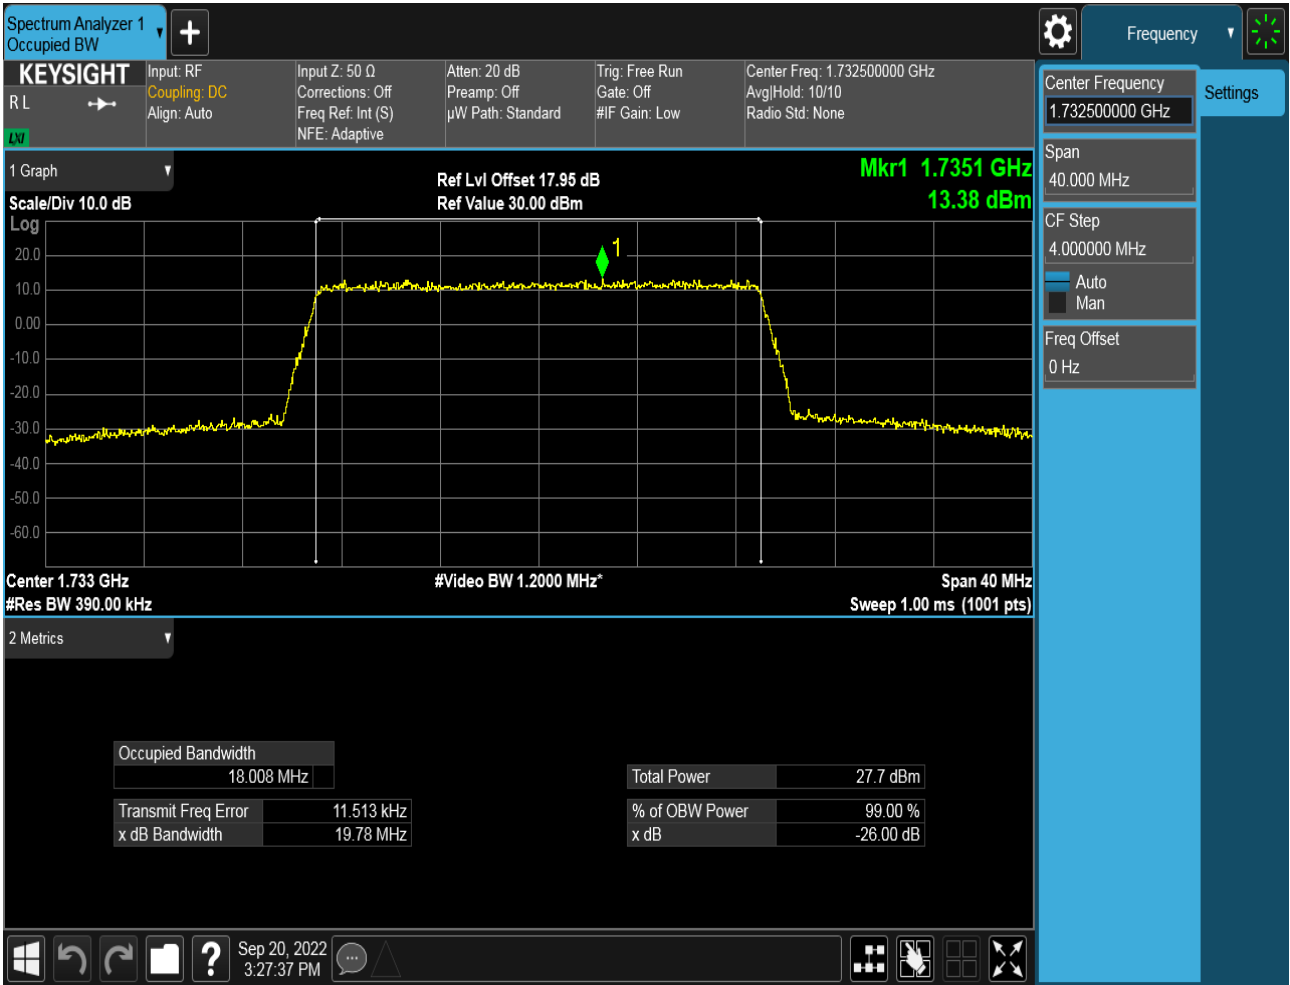 Spectrum Analyzer 1
Occupied BW
Frequency
KEYSIGHT
R L
LXI
Input: RF
Coupling: DC
Align: Auto
Input Z: 50 Ω
Corrections: Off
Freq Ref: Int (S)
NFE: Adaptive
Atten: 20 dB
Preamp: Off
µW Path: Standard
Trig: Free Run
Gate: Off
#IF Gain: Low
Center Freq: 1.732500000 GHz
Avg|Hold: 10/10
Radio Std: None
Center Frequency
1.732500000 GHz
Settings
Span
40.000 MHz
CF Step
4.000000 MHz
Auto
Man
Freq Offset
0 Hz
1 Graph
Ref Lvl Offset 17.95 dB
Mkr1 1.7351 GHz
Scale/Div 10.0 dB
Ref Value 30.00 dBm
13.38 dBm
Log
1
20.0
10.0
0.00
-10.0
-20.0
-30.0
-40.0
-50.0
-60.0
Center 1.733 GHz
#Video BW 1.2000 MHz*
Span 40 MHz
#Res BW 390.00 kHz
Sweep 1.00 ms (1001 pts)
2 Metrics
Occupied Bandwidth
18.008 MHz
Total Power 27.7 dBm
Transmit Freq Error 11.513 kHz
% of OBW Power 99.00 %
x dB Bandwidth 19.78 MHz
x dB -26.00 dB
?
Sep 20, 2022
3:27:37 PM